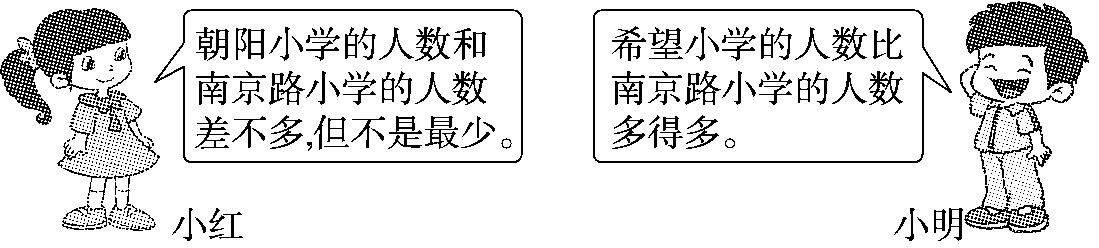 朝阳小学的人数和
南京路小学的人数
差不多,但不是最少。
小红
希望小学的人数比
南京路小学的人数
多得多。
小明